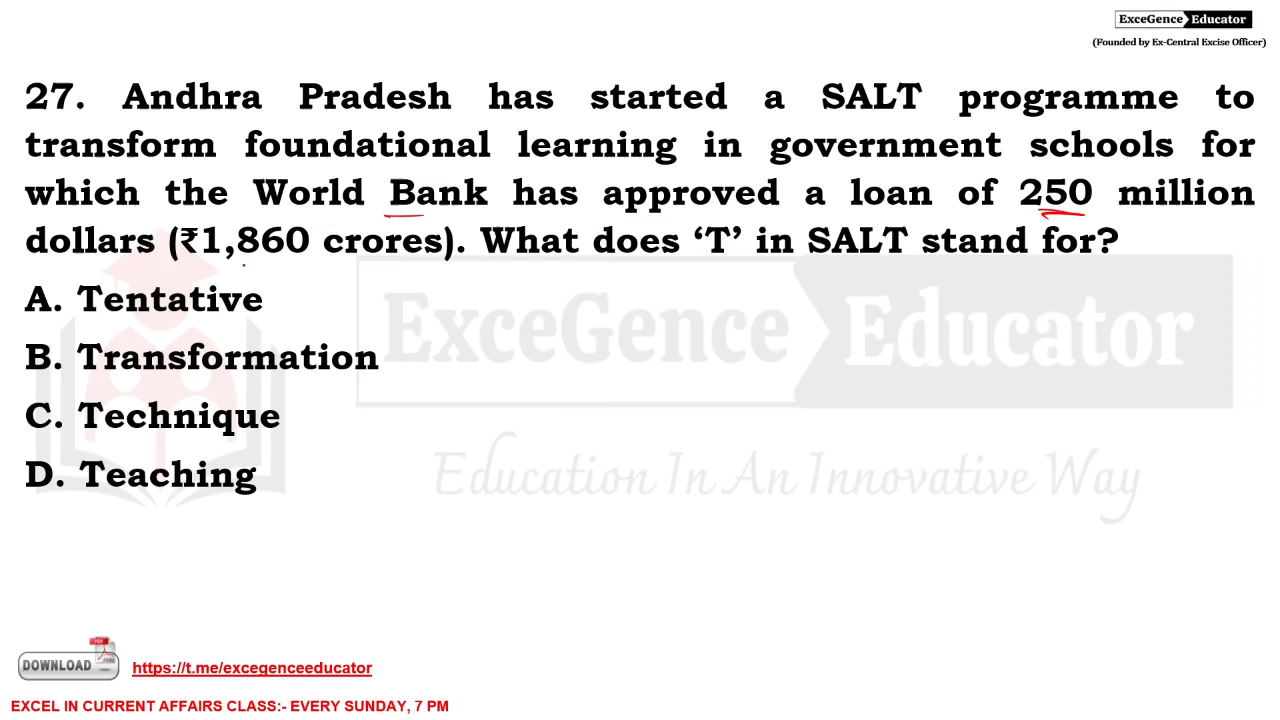 ExceGence Educator
(Founded by Ex-Central Excise Officer)
27. Andhra Pradesh has started a SALT programme to
transform foundational learning in government schools for
which the World Bank has approved a loan of 250 million
dollars (₹1,860 crores). What does ‘T’ in SALT stand for?
A. Tentative
B. Transformation
C. Technique
D. Teaching
ExceGence Educator
Education In An Innovative Way
PDF
DOWNLOAD
https://t.me/excegenceeducator
EXCEL IN CURRENT AFFAIRS CLASS:- EVERY SUNDAY, 7 PM